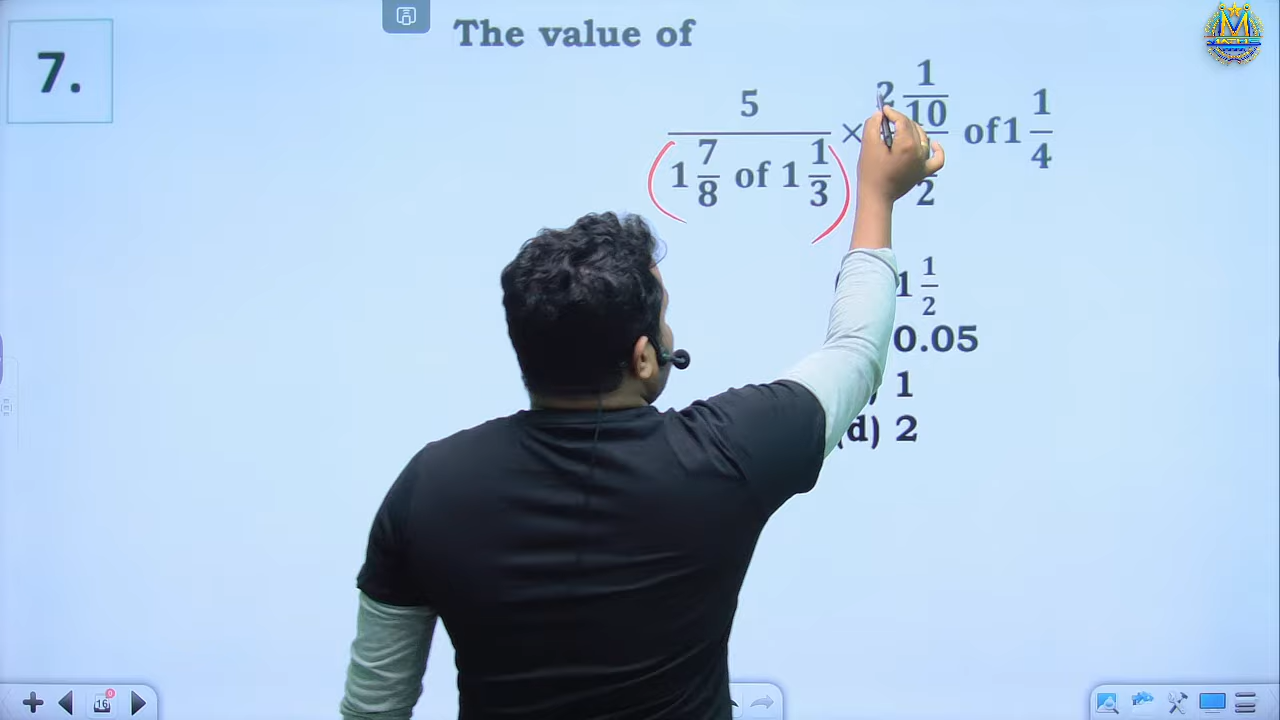 7.
The value of
5 / (1 7/8 of 1 1/3) × 2 1/10 / 2 of 1 1/4
1 1/2
0.05
1
(d) 2
M
16